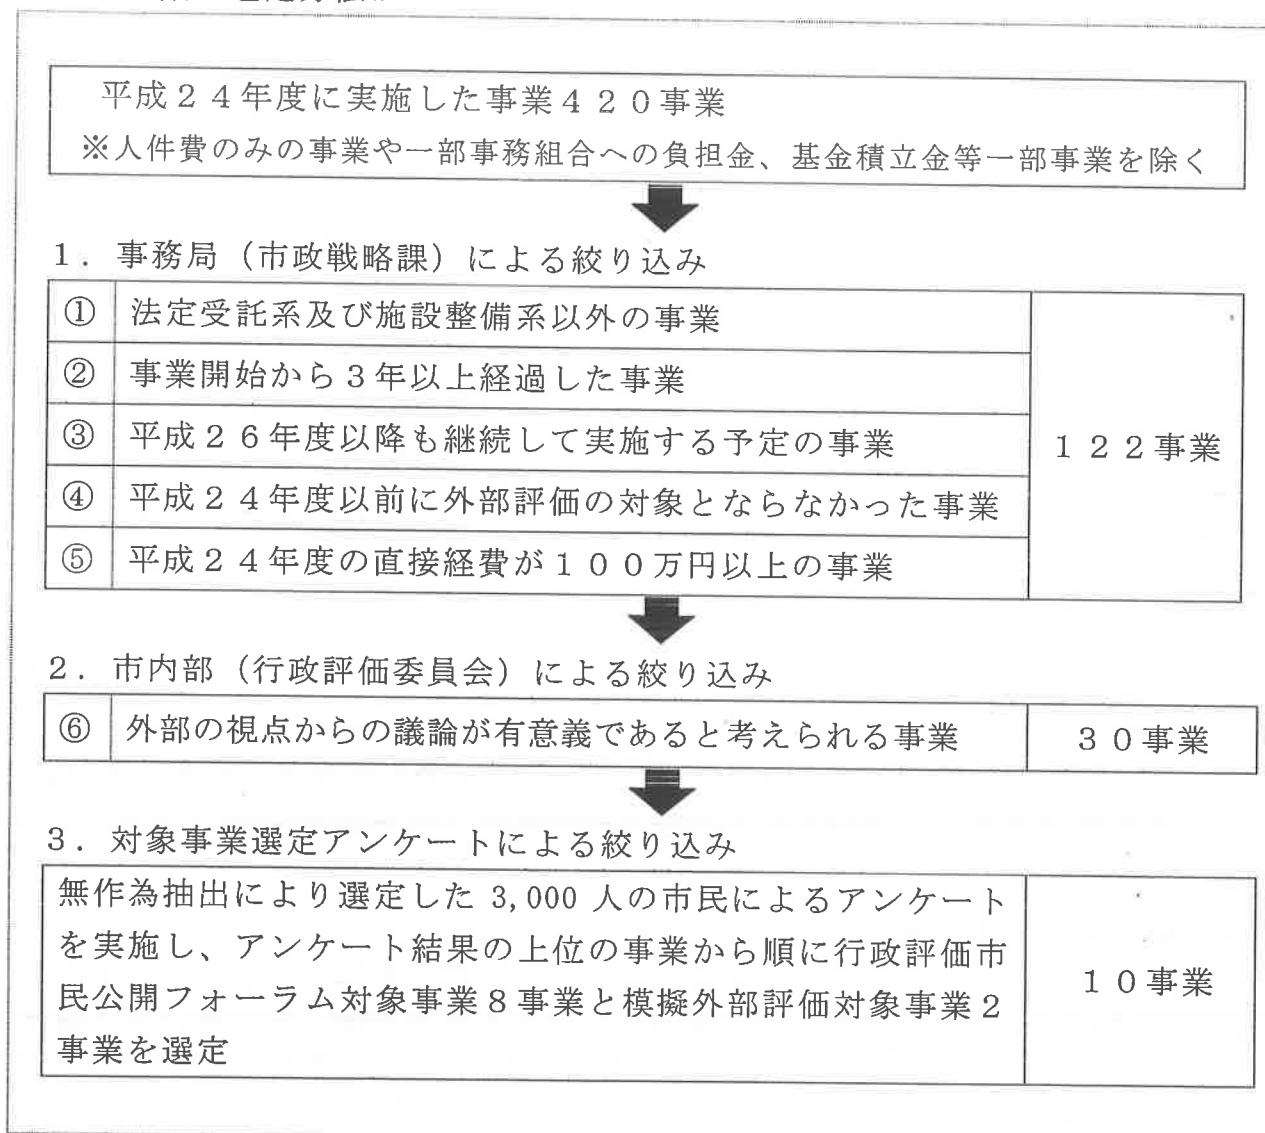 平成２４年度に実施した事業４２０事業
※人件費のみの事業や一部事務組合への負担金、基金積立金等一部事業を除く
１．事務局（市政戦略課）による絞り込み
① 法定受託系及び施設整備系以外の事業
② 事業開始から３年以上経過した事業
③ 平成２６年度以降も継続して実施する予定の事業
④ 平成２４年度以前に外部評価の対象とならなかった事業
⑤ 平成２４年度の直接経費が１００万円以上の事業
１２２事業
２．市内部（行政評価委員会）による絞り込み
⑥ 外部の視点からの議論が有意義であると考えられる事業
３０事業
３．対象事業選定アンケートによる絞り込み
無作為抽出により選定した 3,000 人の市民によるアンケート
を実施し、アンケート結果の上位の事業から順に行政評価市
民公開フォーラム対象事業８事業と模擬外部評価対象事業２
事業を選定
１０事業